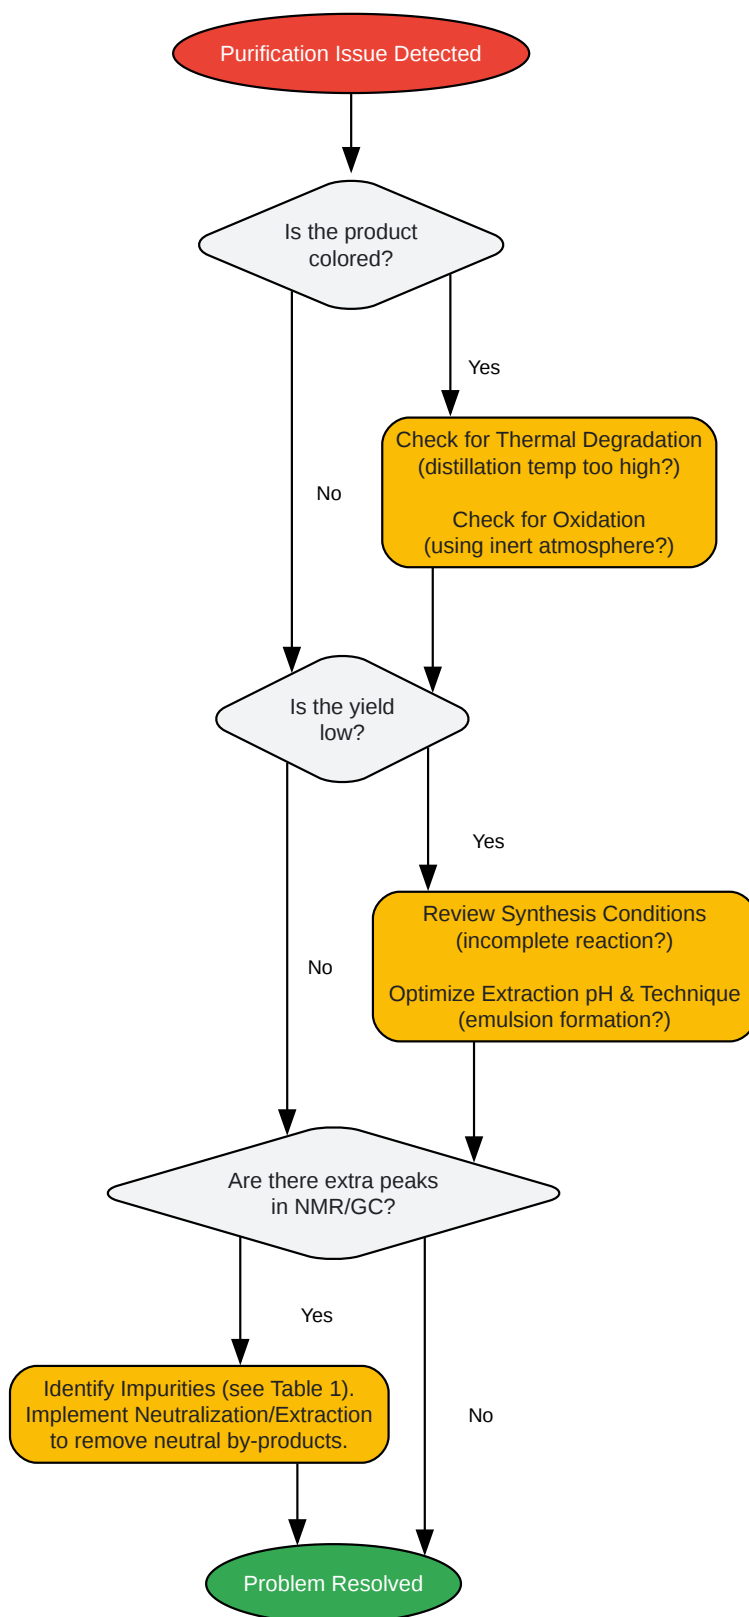 Purification Issue Detected
Is the product
colored?
Yes
Check for Thermal Degradation
(distillation temp too high?)
Check for Oxidation
(using inert atmosphere?)
No
Is the yield
low?
Yes
Review Synthesis Conditions
(incomplete reaction?)
Optimize Extraction pH & Technique
(emulsion formation?)
No
Are there extra peaks
in NMR/GC?
Yes
Identify Impurities (see Table 1).
Implement Neutralization/Extraction
to remove neutral by-products.
No
Problem Resolved